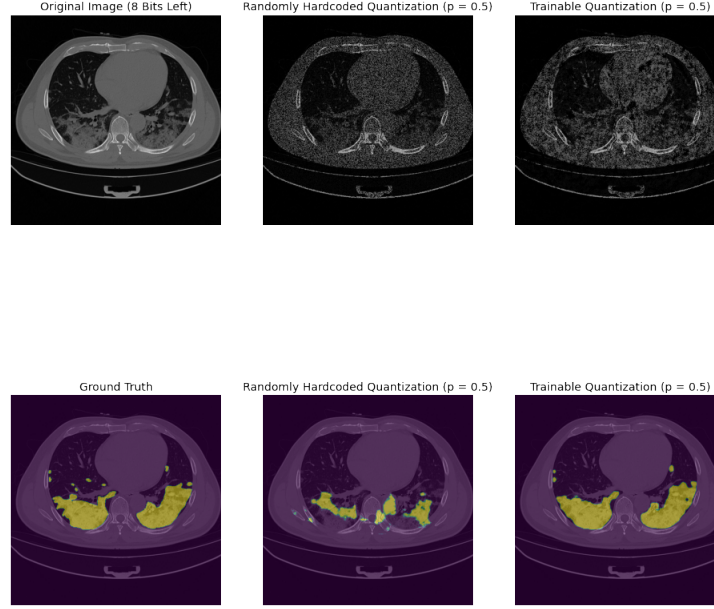 Original Image (8 Bits Left)
Randomly Hardcoded Quantization (p = 0.5)
Trainable Quantization (p = 0.5)
Ground Truth
Randomly Hardcoded Quantization (p = 0.5)
Trainable Quantization (p = 0.5)